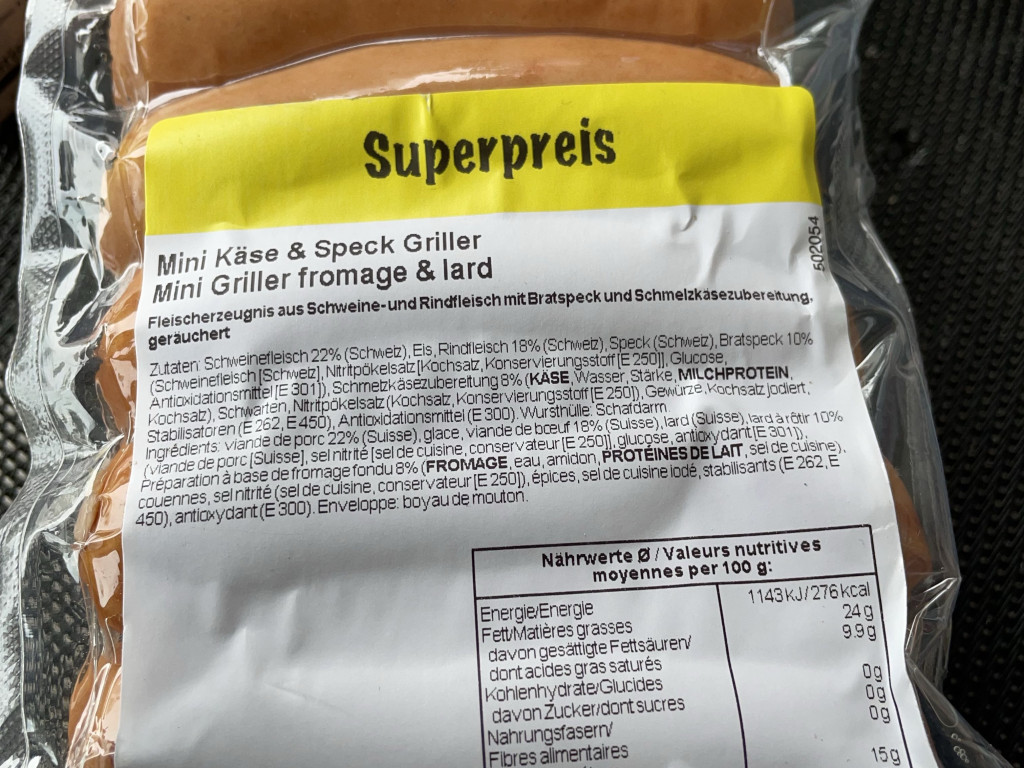 Superpreis
502054
Mini Käse & Speck Griller
Mini Griller fromage & lard
Fleischerzeugnis aus Schweine- und Rindfleisch mit Bratspeck und Schmelzkäsezubereitung,
geräuchert
Zutaten: Schweinefleisch 22% (Schweiz), Eis, Rindfleisch 18% (Schweiz), Speck (Schweiz), Bratspeck 10%
(Schweinefleisch [Schweiz], Nitritpökelsalz [Kochsalz, Konservierungsstoff [E 250]], Glucose,
Antioxidationsmittel [E 301]), Schmelzkäsezubereitung 8% (KÄSE, Wasser, Stärke, MILCHPROTEIN,
Kochsalz), Schwarten, Nitritpökelsalz (Kochsalz, Konservierungsstoff [E 250]), Gewürze, Kochsalz jodiert,
Stabilisatoren (E 262, E 450), Antioxidationsmittel (E 300). Wursthülle: Schafdarm.
Ingrédients: viande de porc 22% (Suisse), glace, viande de bœuf 18% (Suisse), lard (Suisse), lard à rôtir 10%
(viande de porc [Suisse], sel nitrité [sel de cuisine, conservateur [E 250]], glucose, antioxydant [E 301]),
Préparation à base de fromage fondu 8% (FROMAGE, eau, amidon, PROTÉINES DE LAIT, sel de cuisine),
couennes, sel nitrité (sel de cuisine, conservateur [E 250]), épices, sel de cuisine iodé, stabilisants (E 262, E
450), antioxydant (E 300). Enveloppe: boyau de mouton.
Nährwerte Ø / Valeurs nutritives
moyennes per 100 g:
Energie/Energie 1143 kJ/276 kcal
Fett/Matières grasses 24 g
davon gesättigte Fettsäuren/ 9.9 g
dont acides gras saturés
Kohlenhydrate/Glucides 0 g
davon Zucker/dont sucres 0 g
Nahrungsfasern/ 0 g
Fibres alimentaires
15 g